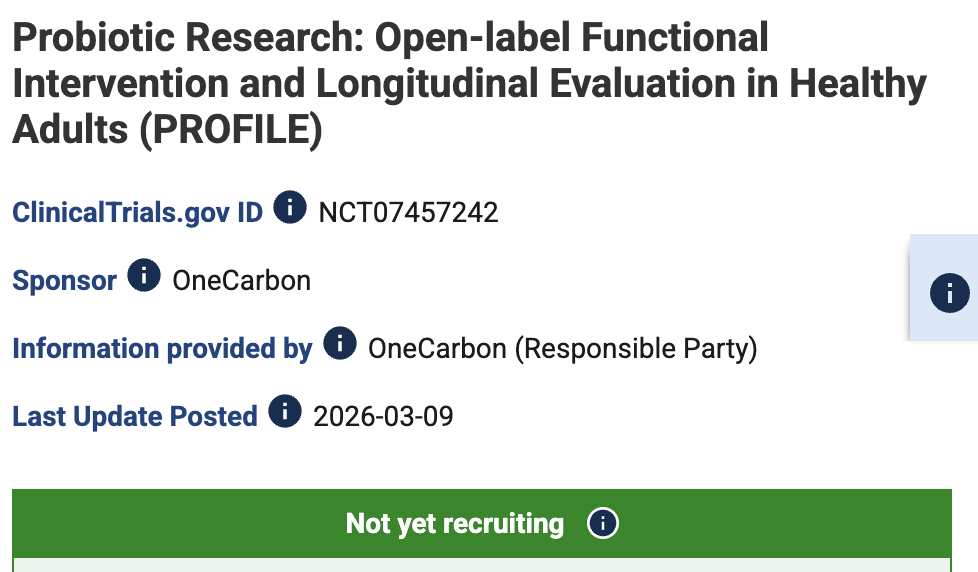 Probiotic Research: Open-label Functional
Intervention and Longitudinal Evaluation in Healthy
Adults (PROFILE)
ClinicalTrials.gov ID i NCT07457242
Sponsor i OneCarbon
i
Information provided by i OneCarbon (Responsible Party)
Last Update Posted i 2026-03-09
Not yet recruiting i